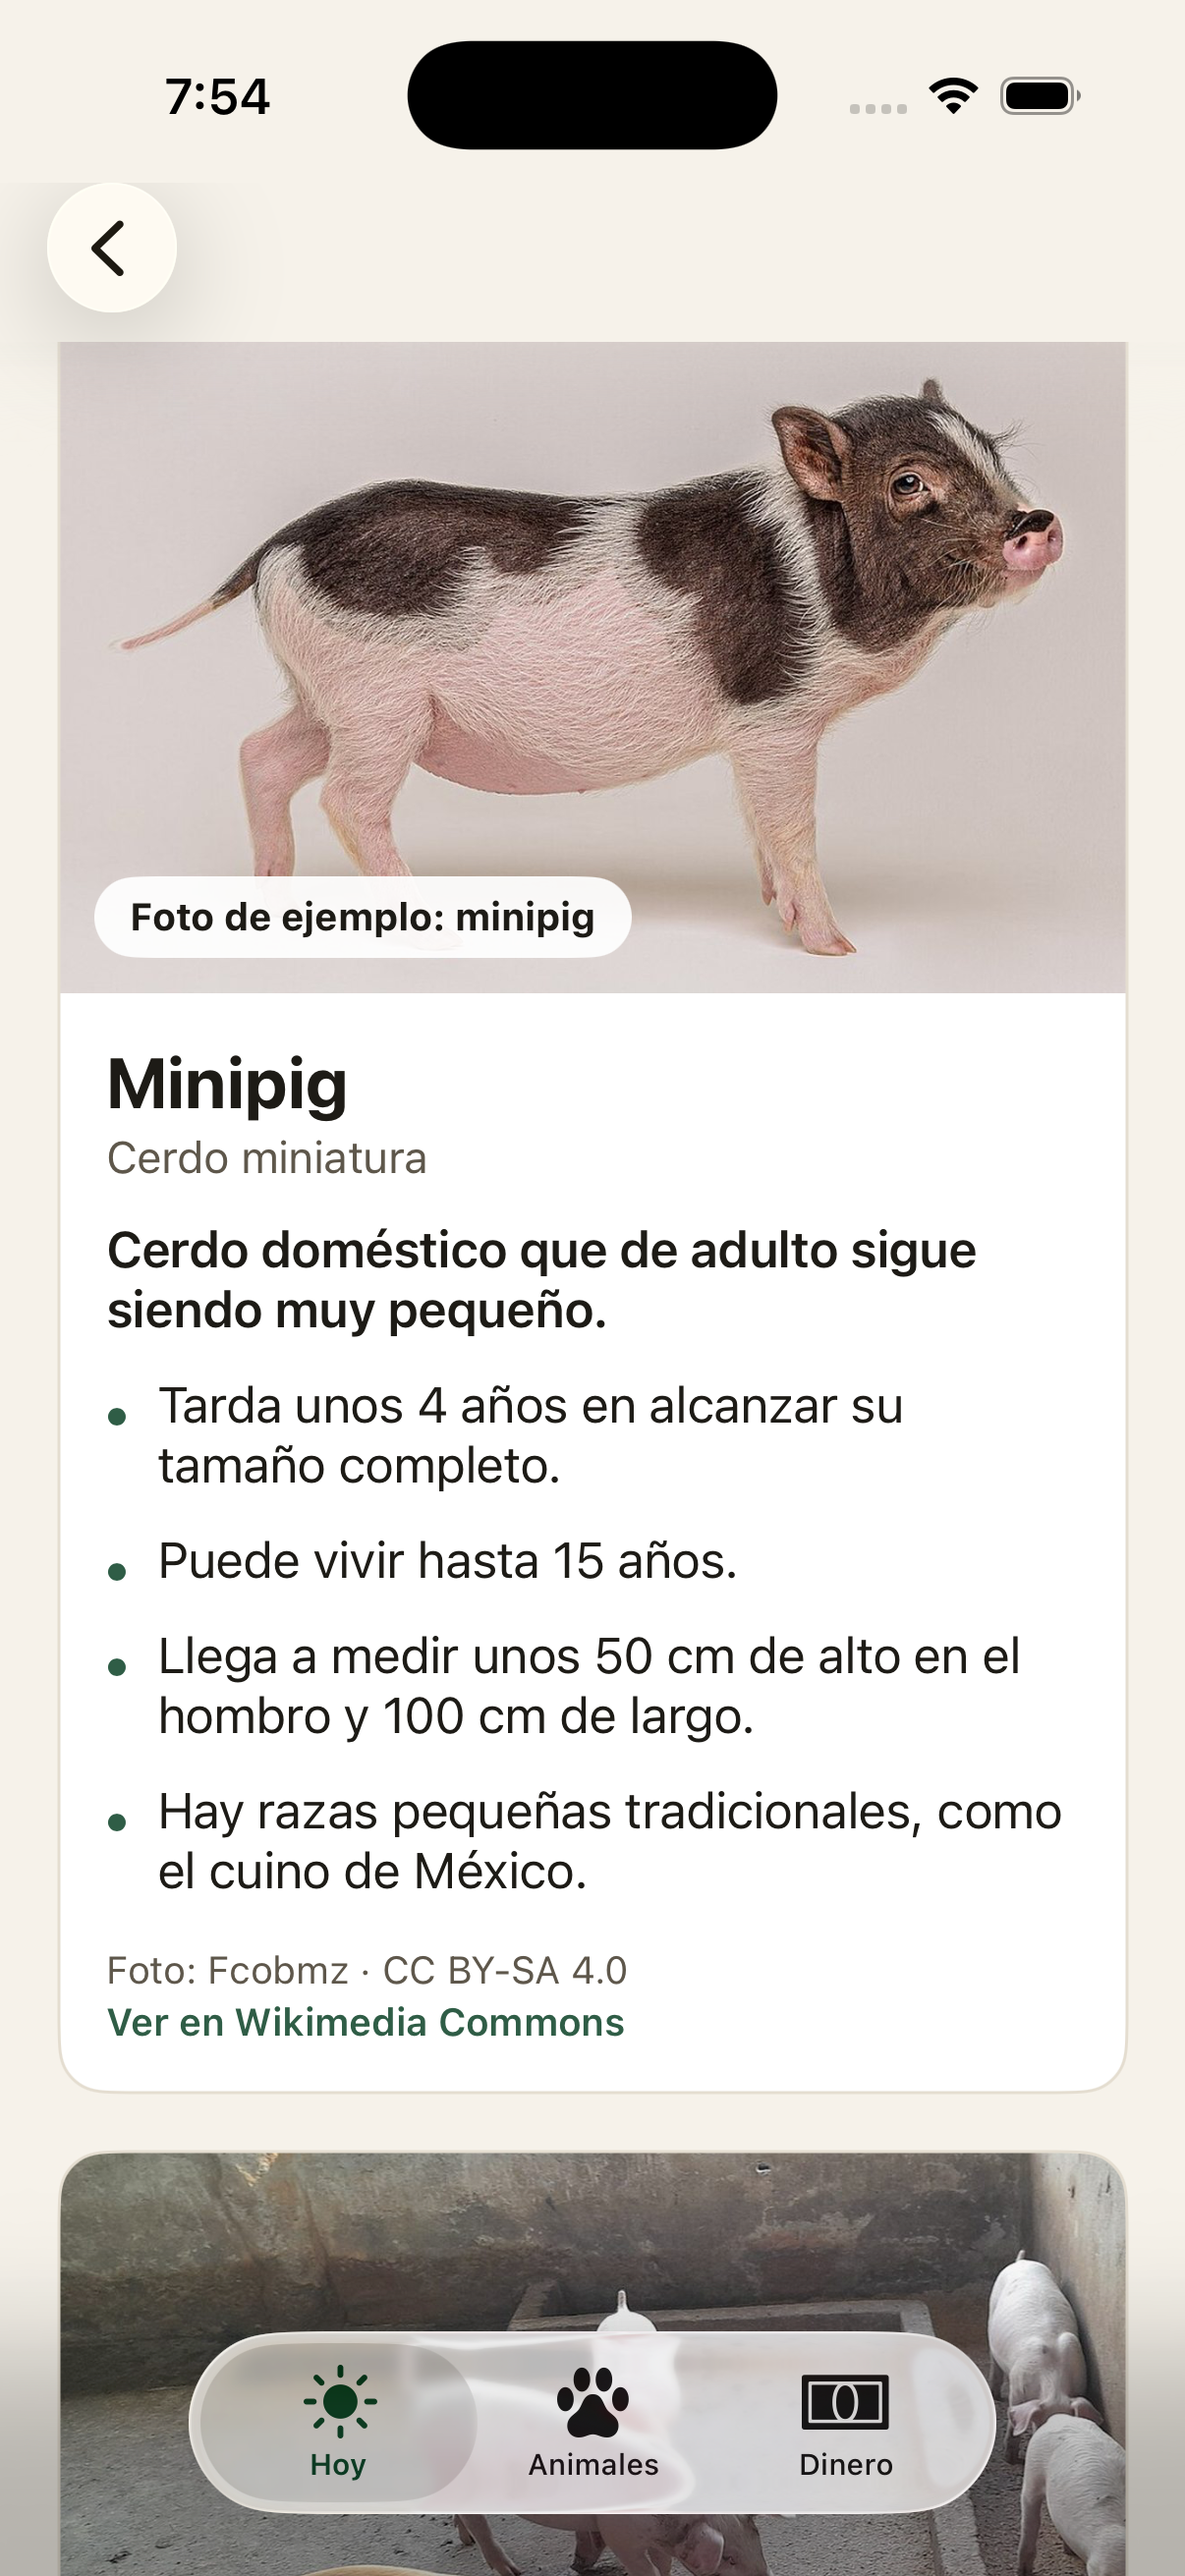 7:54
Foto de ejemplo: minipig
Minipig
Cerdo miniatura
Cerdo doméstico que de adulto sigue
siendo muy pequeño.
Tarda unos 4 años en alcanzar su
tamaño completo.
Puede vivir hasta 15 años.
Llega a medir unos 50 cm de alto en el
hombro y 100 cm de largo.
Hay razas pequeñas tradicionales, como
el cuino de México.
Foto: Fcobmz · CC BY-SA 4.0
Ver en Wikimedia Commons
Hoy
Animales
Dinero